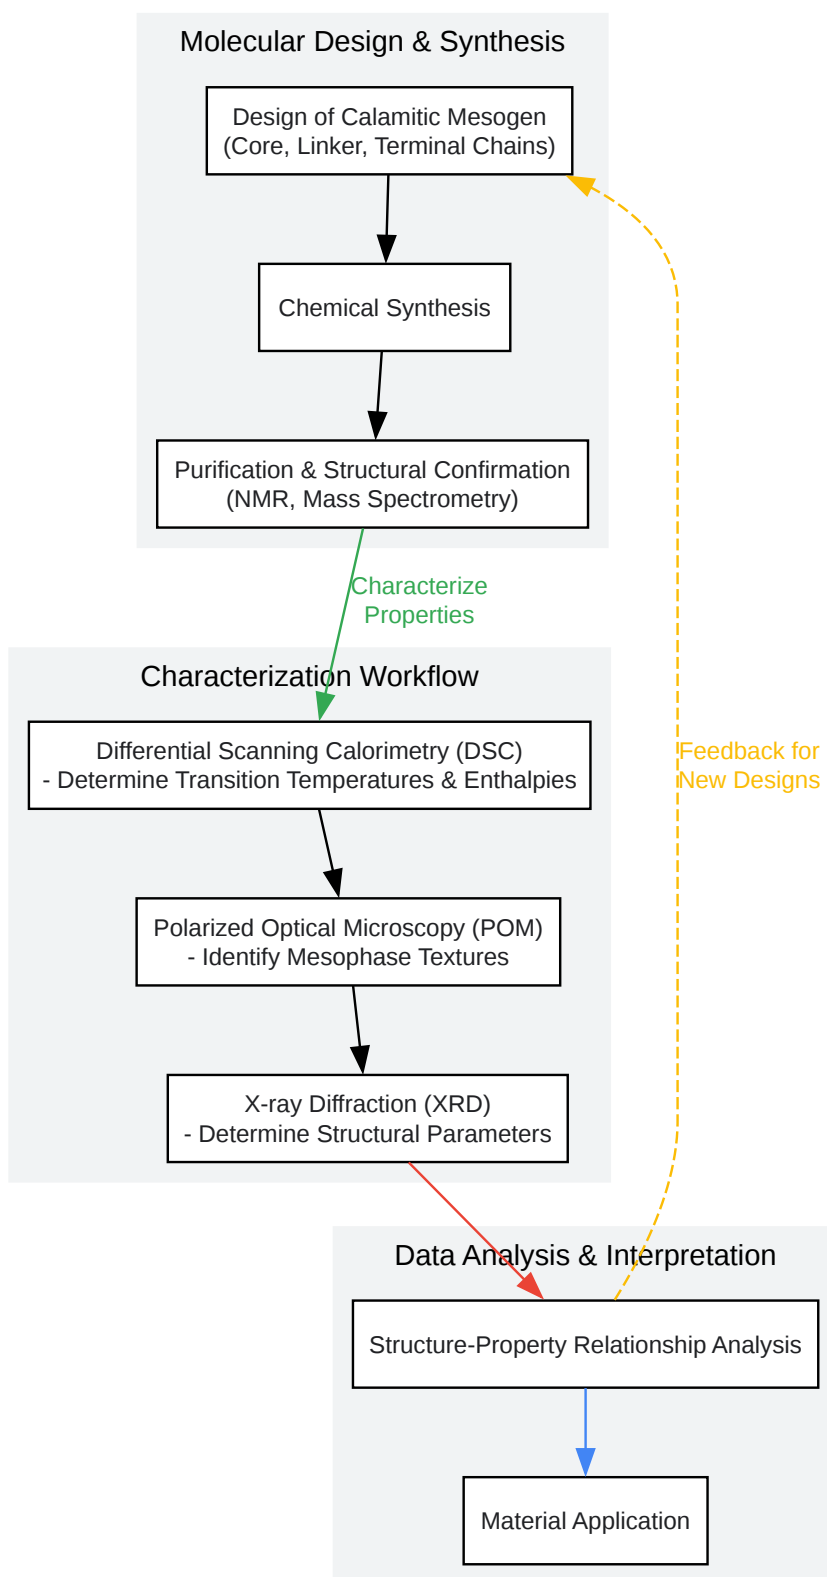 Molecular Design & Synthesis
Design of Calamitic Mesogen
(Core, Linker, Terminal Chains)
Chemical Synthesis
Purification & Structural Confirmation
(NMR, Mass Spectrometry)
Characterize
Properties
Characterization Workflow
Differential Scanning Calorimetry (DSC)
- Determine Transition Temperatures & Enthalpies
Feedback for
New Designs
Polarized Optical Microscopy (POM)
- Identify Mesophase Textures
X-ray Diffraction (XRD)
- Determine Structural Parameters
Data Analysis & Interpretation
Structure-Property Relationship Analysis
Material Application